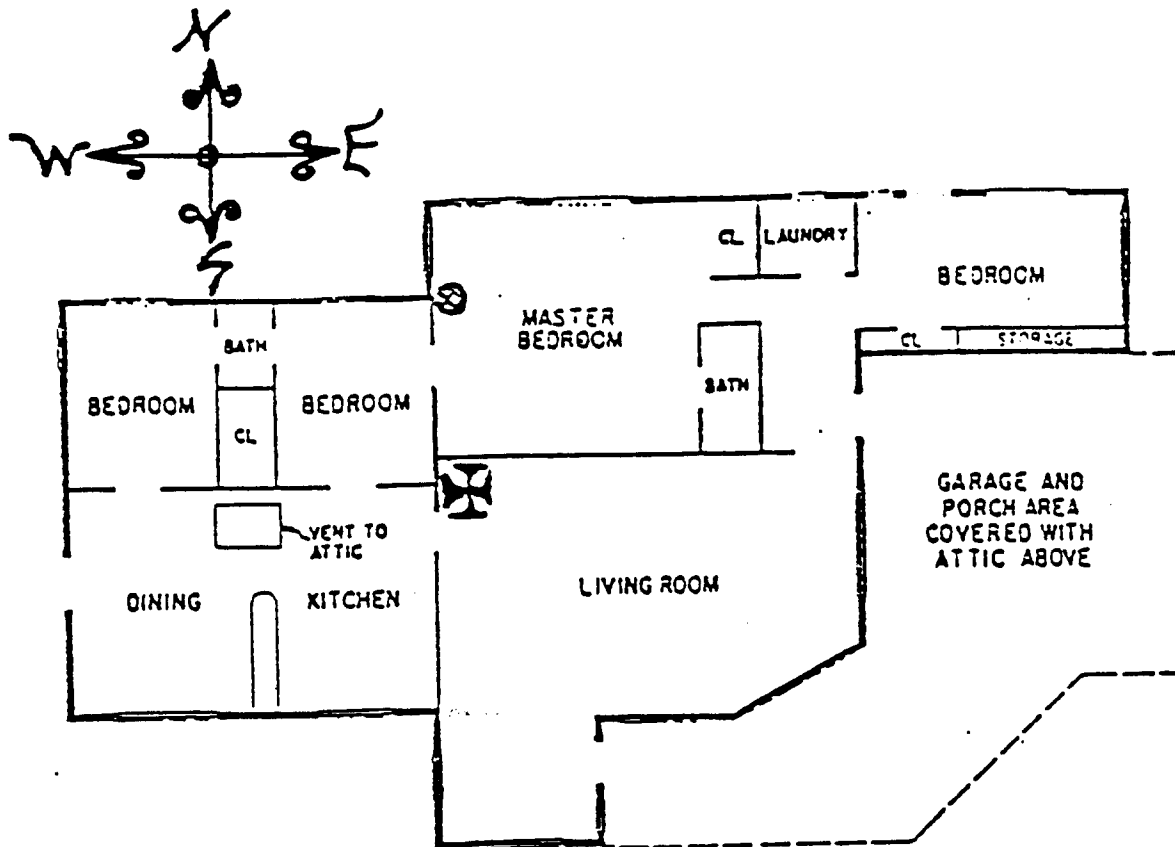 N
W E
S
CL LAUNDRY
BEDROOM
MASTER
BEDROOM
BATH
CL STORAGE
BATH
BEDROOM BEDROOM
CL
GARAGE AND
PORCH AREA
COVERED WITH
ATTIC ABOVE
VENT TO
ATTIC
LIVING ROOM
DINING KITCHEN